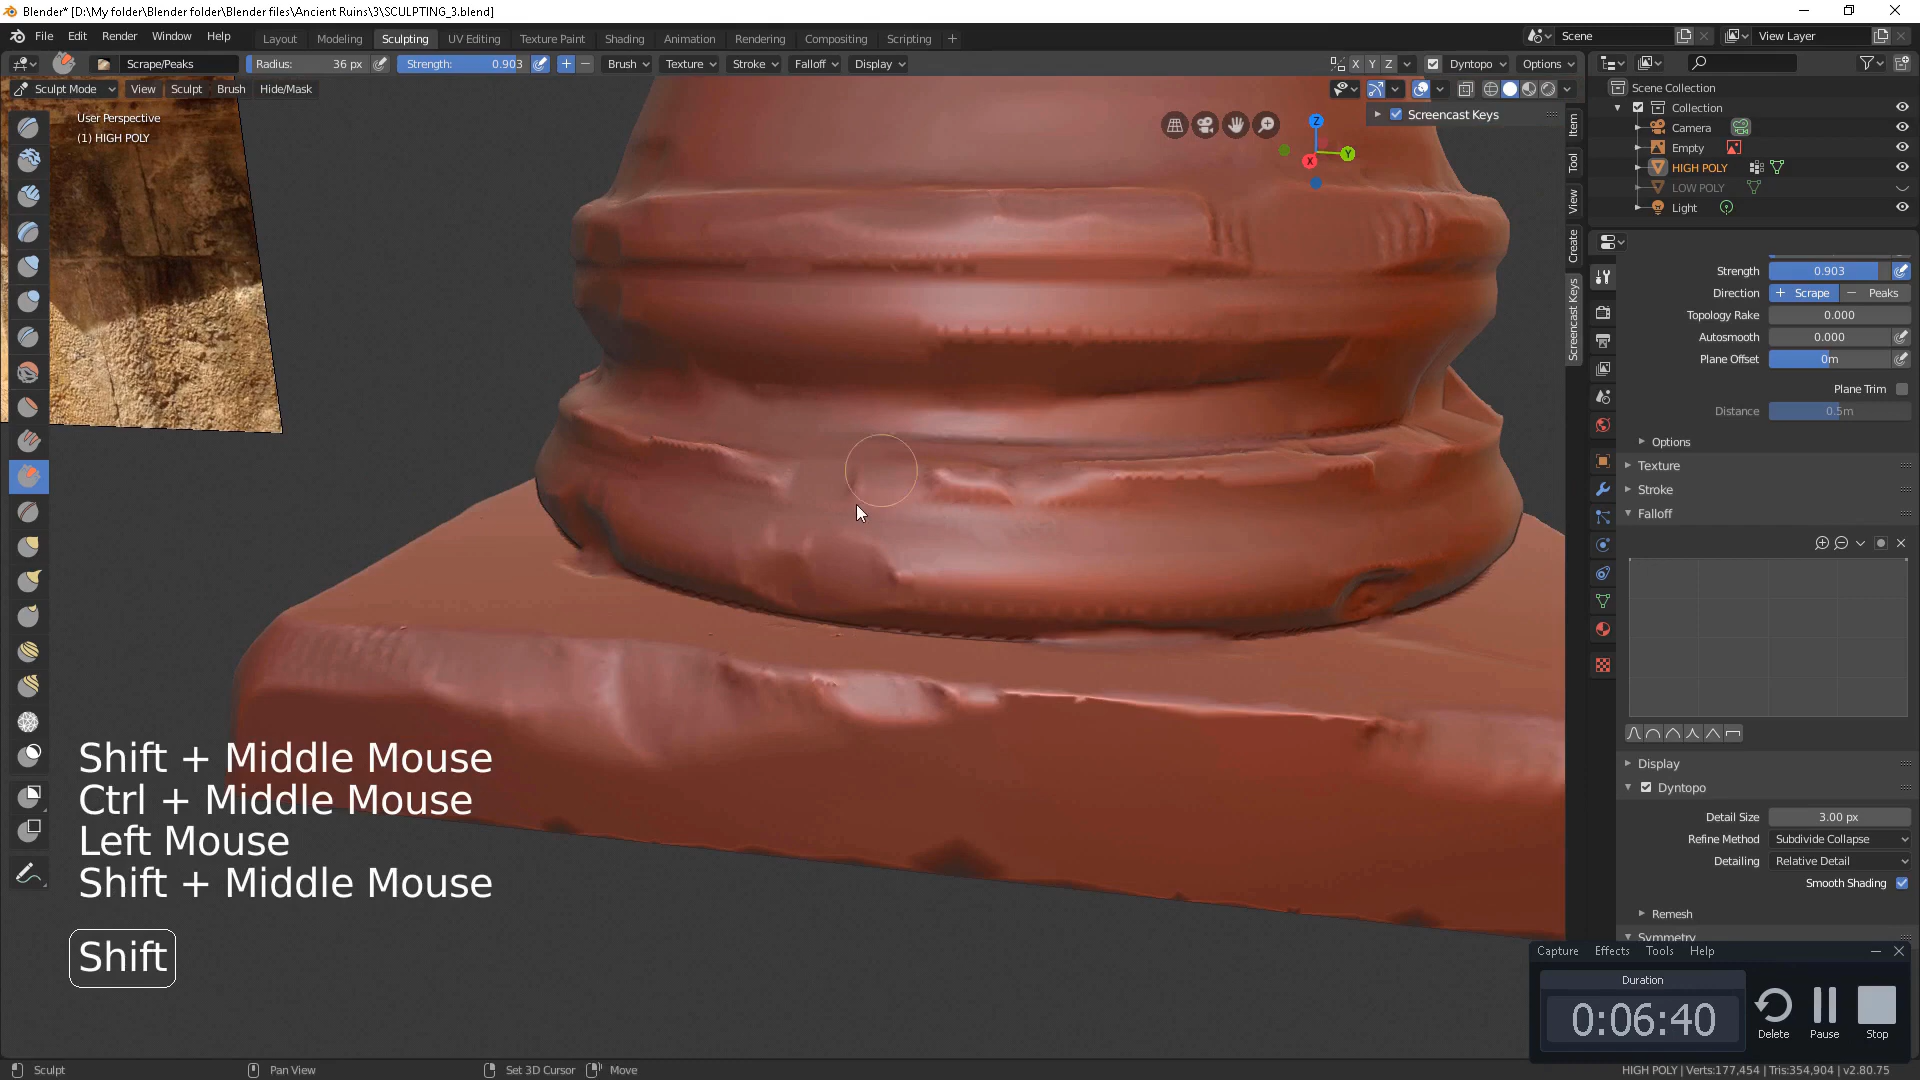 Blender* [D:\My folder\Blender folder\Blender files\Ancient Ruins\3\SCULPTING_3.blend]
File Edit Render Window Help Layout Modeling Sculpting UV Editing Texture Paint Shading Animation Rendering Compositing Scripting Scene View Layer
Scrape/Peaks Radius: 36 px Strength: 0.903 Brush Texture Stroke Falloff Display X Y Z Dyntopo Options
Sculpt Mode View Sculpt Brush Hide/Mask
User Perspective
(1) HIGH POLY
Screencast Keys
Z
Y
X
Item
Tool
View
Create
Screencast Keys
Scene Collection
Collection
Camera
Empty
HIGH POLY
LOW POLY
Light
Strength 0.903
Direction Scrape Peaks
Topology Rake 0.000
Autosmooth 0.000
Plane Offset 0m
Plane Trim
Distance 0.5m
Options
Texture
Stroke
Falloff
Display
Dyntopo
Detail Size 3.00 px
Refine Method Subdivide Collapse
Detailing Relative Detail
Smooth Shading
Remesh
Symmetry
Shift + Middle Mouse
Ctrl + Middle Mouse
Left Mouse
Shift + Middle Mouse
Shift
Capture Effects Tools Help
Duration
0:06:40
Delete Pause Stop
Sculpt Pan View Set 3D Cursor Move HIGH POLY | Verts:177,454 | Tris:354,904 | v2.80.75